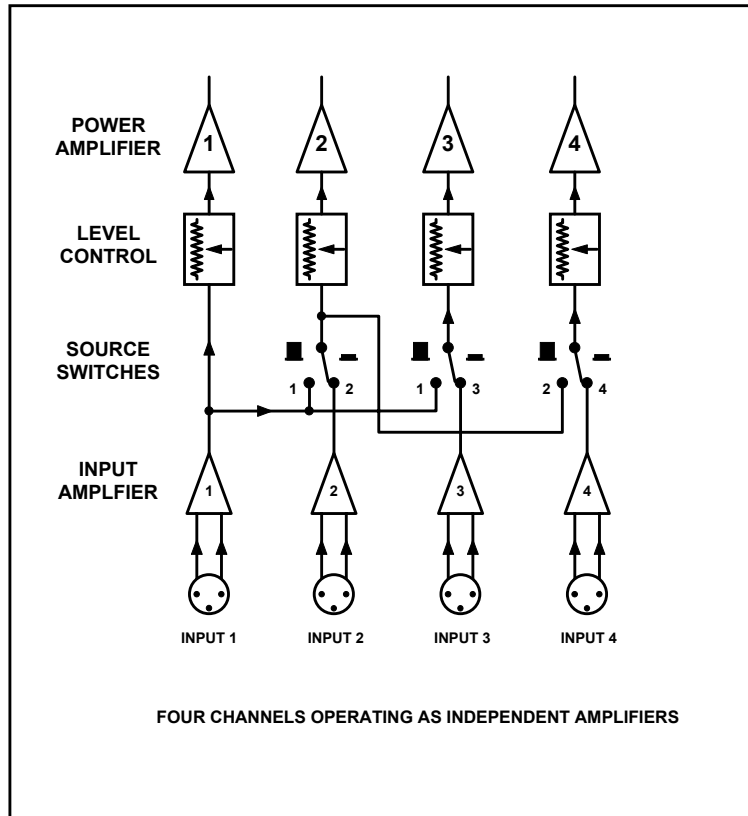 POWER
AMPLIFIER
1 2 3 4
LEVEL
CONTROL
SOURCE
SWITCHES
1 2 1 3 2 4
INPUT
AMPLFIER
1 2 3 4
INPUT 1 INPUT 2 INPUT 3 INPUT 4
FOUR CHANNELS OPERATING AS INDEPENDENT AMPLIFIERS